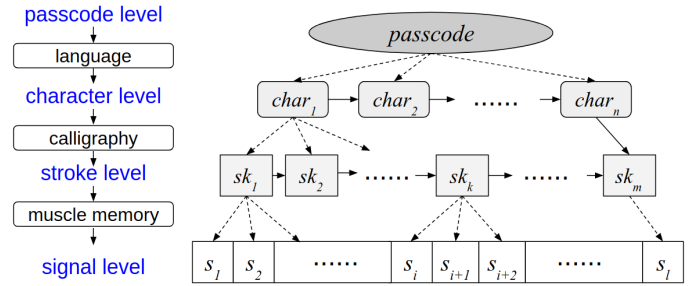 passcode level
language
character level
calligraphy
stroke level
muscle memory
signal level
passcode
char1 char2 ...... charn
sk1 sk2 ...... skk ...... skm
s1 s2 ...... si si+1 si+2 ...... sl